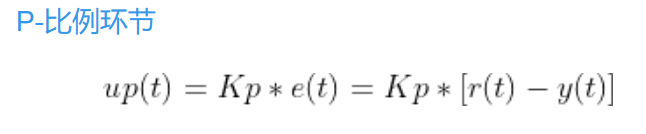 P-比例环节
up(t) = Kp * e(t) = Kp * [r(t) − y(t)]